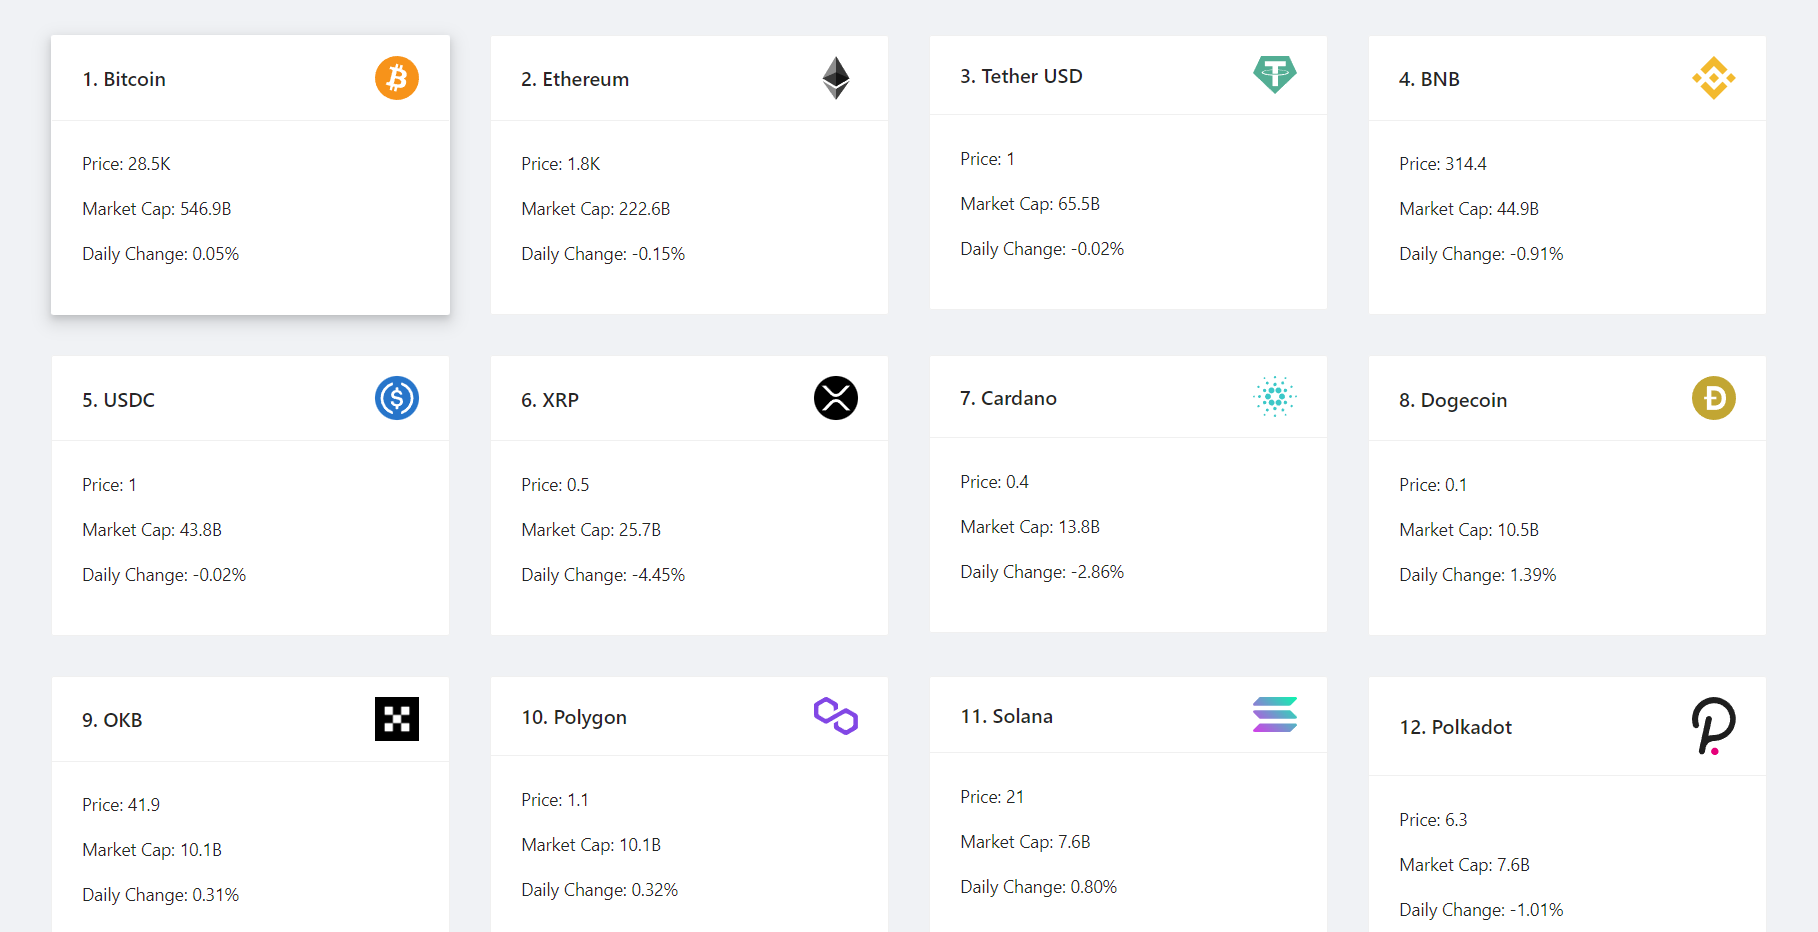 1. Bitcoin
Price: 28.5K
Market Cap: 546.9B
Daily Change: 0.05%
2. Ethereum
Price: 1.8K
Market Cap: 222.6B
Daily Change: -0.15%
3. Tether USD
Price: 1
Market Cap: 65.5B
Daily Change: -0.02%
4. BNB
Price: 314.4
Market Cap: 44.9B
Daily Change: -0.91%
5. USDC
Price: 1
Market Cap: 43.8B
Daily Change: -0.02%
6. XRP
Price: 0.5
Market Cap: 25.7B
Daily Change: -4.45%
7. Cardano
Price: 0.4
Market Cap: 13.8B
Daily Change: -2.86%
8. Dogecoin
Price: 0.1
Market Cap: 10.5B
Daily Change: 1.39%
9. OKB
Price: 41.9
Market Cap: 10.1B
Daily Change: 0.31%
10. Polygon
Price: 1.1
Market Cap: 10.1B
Daily Change: 0.32%
11. Solana
Price: 21
Market Cap: 7.6B
Daily Change: 0.80%
12. Polkadot
Price: 6.3
Market Cap: 7.6B
Daily Change: -1.01%